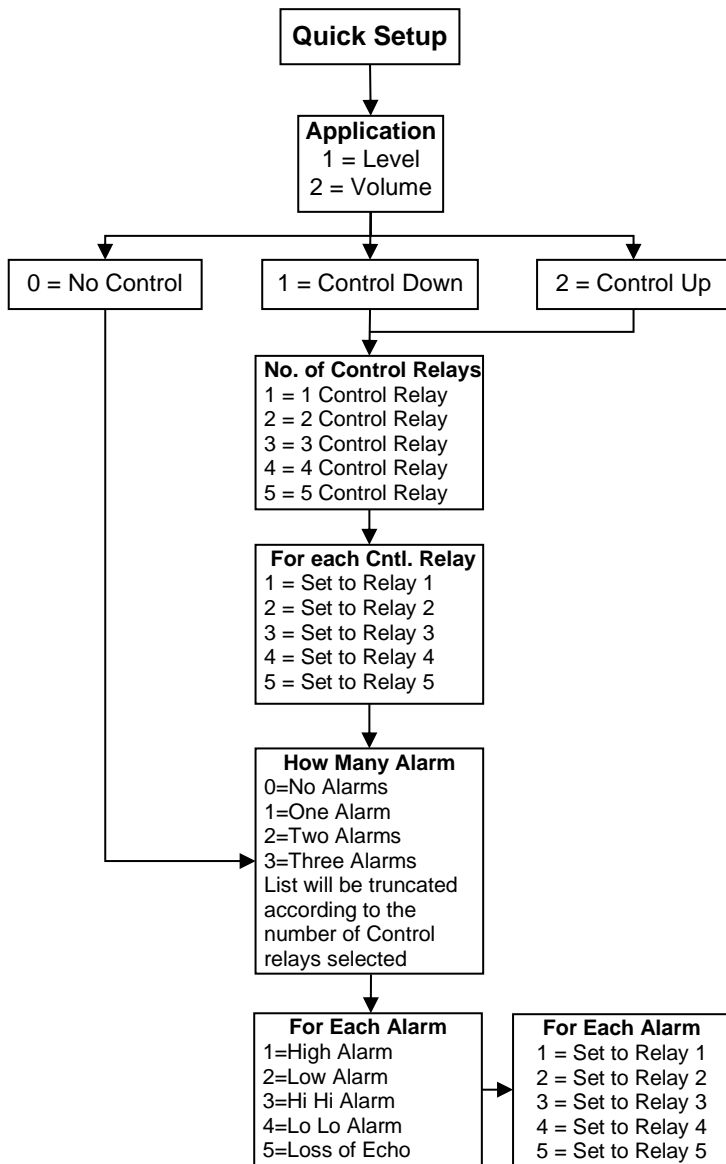 Quick Setup
Application
1 = Level
2 = Volume
0 = No Control
1 = Control Down
2 = Control Up
No. of Control Relays
1 = 1 Control Relay
2 = 2 Control Relay
3 = 3 Control Relay
4 = 4 Control Relay
5 = 5 Control Relay
For each Cntl. Relay
1 = Set to Relay 1
2 = Set to Relay 2
3 = Set to Relay 3
4 = Set to Relay 4
5 = Set to Relay 5
How Many Alarm
0=No Alarms
1=One Alarm
2=Two Alarms
3=Three Alarms
List will be truncated
according to the
number of Control
relays selected
For Each Alarm
1=High Alarm
2=Low Alarm
3=Hi Hi Alarm
4=Lo Lo Alarm
5=Loss of Echo
For Each Alarm
1 = Set to Relay 1
2 = Set to Relay 2
3 = Set to Relay 3
4 = Set to Relay 4
5 = Set to Relay 5